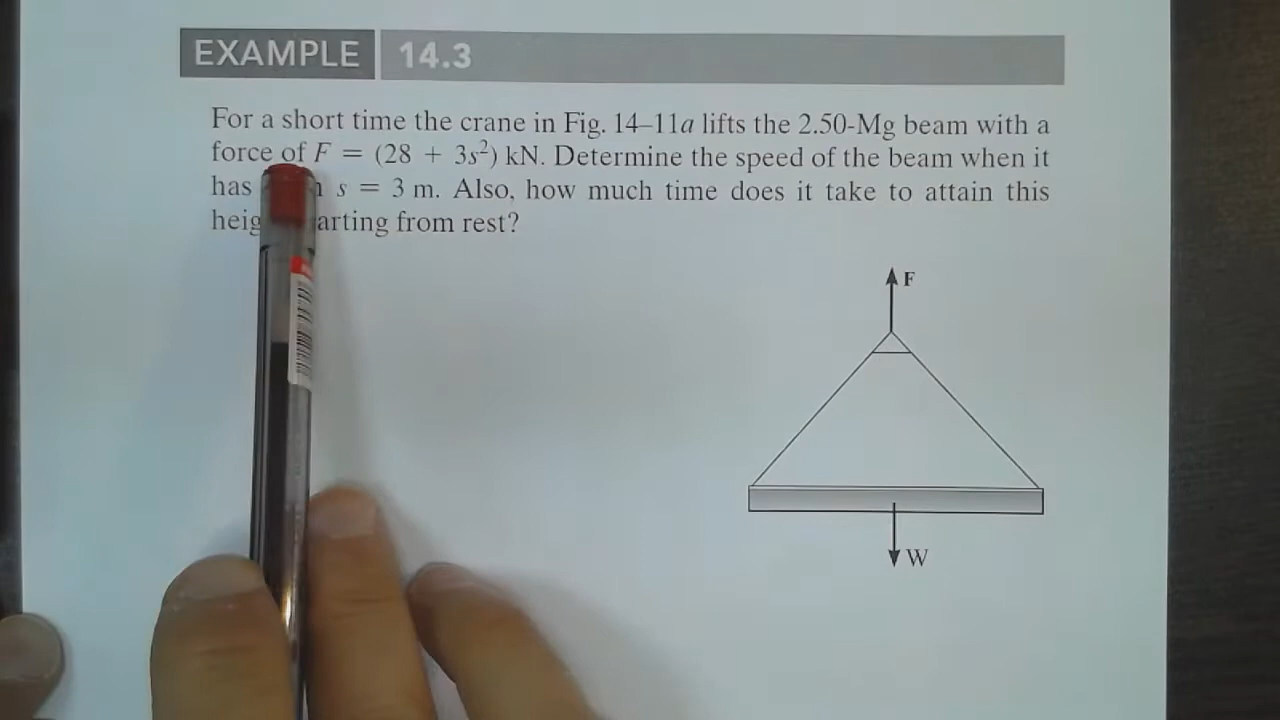 EXAMPLE 14.3
For a short time the crane in Fig. 14–11a lifts the 2.50-Mg beam with a
force of F = (28 + 3s²) kN. Determine the speed of the beam when it
has s = 3 m. Also, how much time does it take to attain this
from rest?
F
W